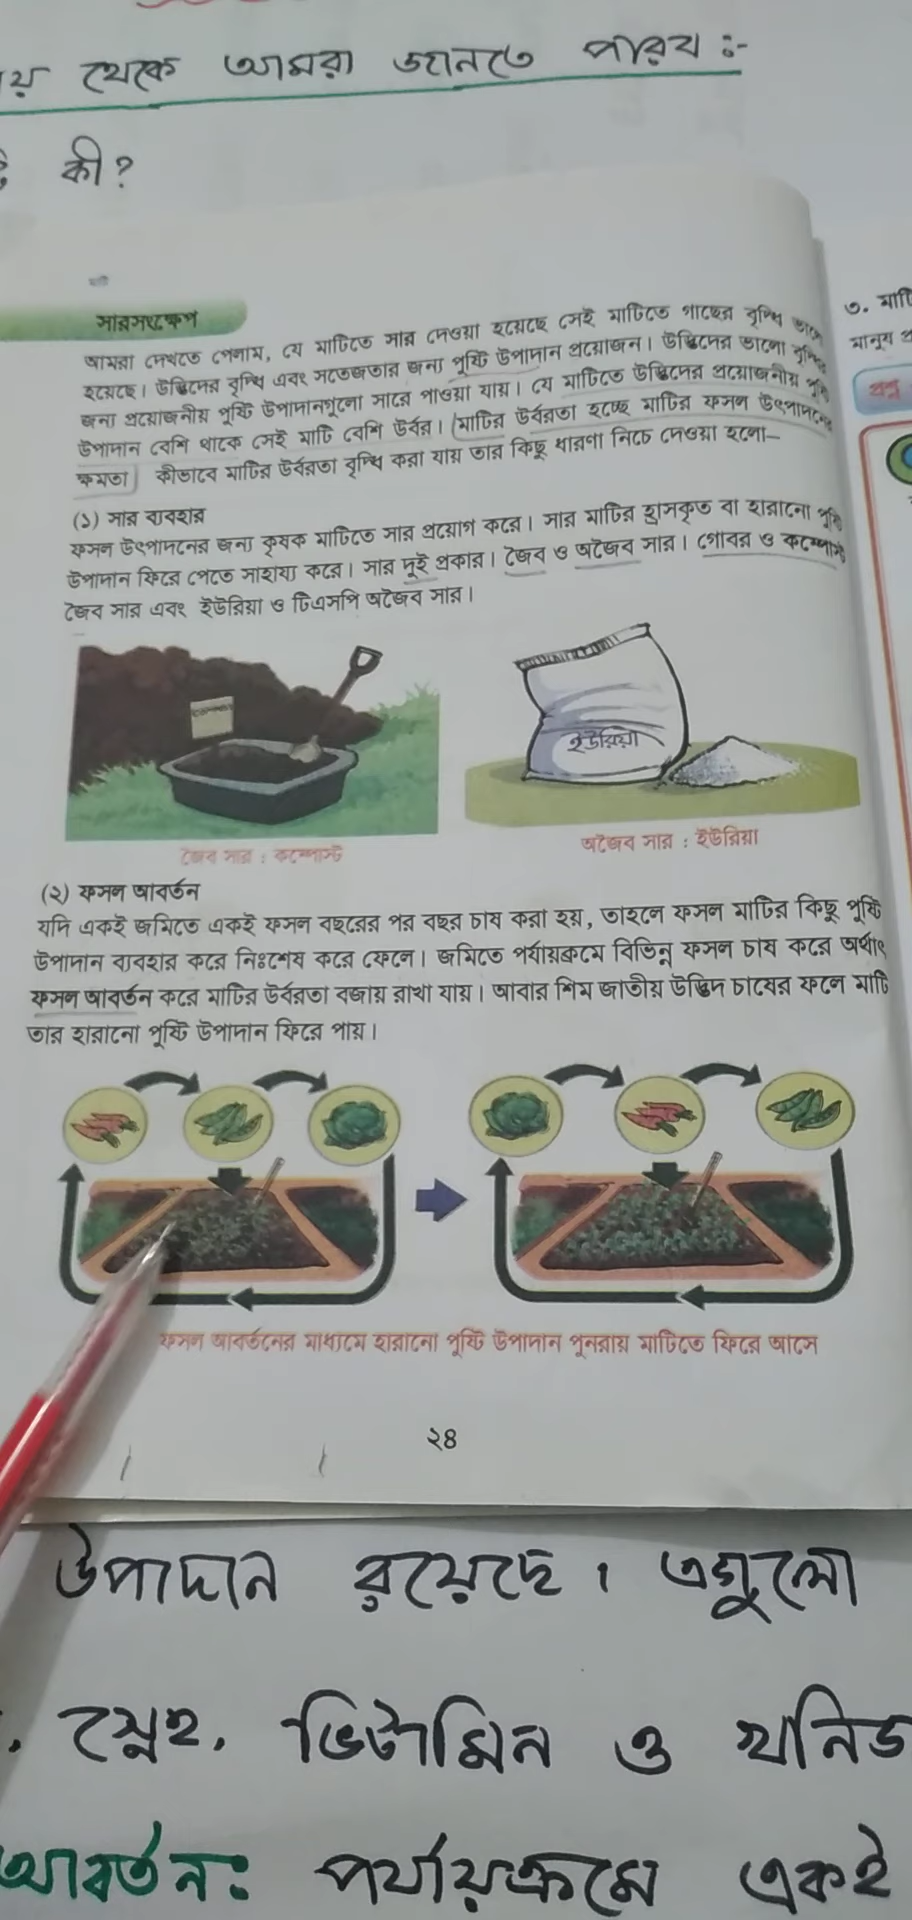 থেকে আমরা জানতে পারব :-
কী?
মাটি
সারসংক্ষেপ
আমরা দেখতে পেলাম, যে মাটিতে সার দেওয়া হয়েছে সেই মাটিতে গাছের বৃদ্ধি ভালো
হয়েছে। উদ্ভিদের বৃদ্ধি এবং সতেজতার জন্য পুষ্টি উপাদান প্রয়োজন। উদ্ভিদের ভালো বৃদ্ধির
জন্য প্রয়োজনীয় পুষ্টি উপাদানগুলো সারে পাওয়া যায়। যে মাটিতে উদ্ভিদের প্রয়োজনীয় পুষ্টি
উপাদান বেশি থাকে সেই মাটি বেশি উর্বর। মাটির উর্বরতা হচ্ছে মাটির ফসল উৎপাদনের
ক্ষমতা। কীভাবে মাটির উর্বরতা বৃদ্ধি করা যায় তার কিছু ধারণা নিচে দেওয়া হলো—
(১) সার ব্যবহার
ফসল উৎপাদনের জন্য কৃষক মাটিতে সার প্রয়োগ করে। সার মাটির হ্রাসকৃত বা হারানো পুষ্টি
উপাদান ফিরে পেতে সাহায্য করে। সার দুই প্রকার। জৈব ও অজৈব সার। গোবর ও কম্পোস্ট
জৈব সার এবং ইউরিয়া ও টিএসপি অজৈব সার।
ইউরিয়া
জৈব সার : কম্পোস্ট
অজৈব সার : ইউরিয়া
(২) ফসল আবর্তন
যদি একই জমিতে একই ফসল বছরের পর বছর চাষ করা হয়, তাহলে ফসল মাটির কিছু পুষ্টি
উপাদান ব্যবহার করে নিঃশেষ করে ফেলে। জমিতে পর্যায়ক্রমে বিভিন্ন ফসল চাষ করে অর্থাৎ
ফসল আবর্তন করে মাটির উর্বরতা বজায় রাখা যায়। আবার শিম জাতীয় উদ্ভিদ চাষের ফলে মাটি
তার হারানো পুষ্টি উপাদান ফিরে পায়।
ফসল আবর্তনের মাধ্যমে হারানো পুষ্টি উপাদান পুনরায় মাটিতে ফিরে আসে
২৪
৩. মাটি
মানুষ
প্রশ্ন
উপাদান রয়েছে। এগুলো
, স্নেহ, ভিটামিন ও খনিজ
আবর্তন: পর্যায়ক্রমে একই